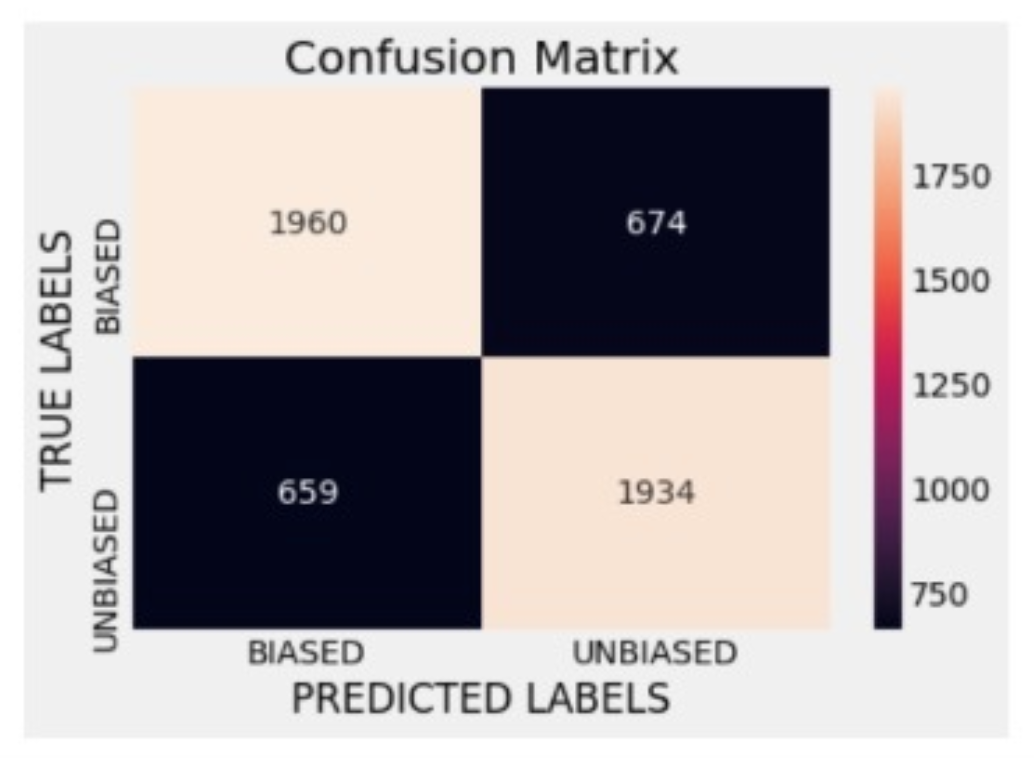 Confusion Matrix
TRUE LABELS
BIASED
1960
674
UNBIASED
659
1934
BIASED
UNBIASED
PREDICTED LABELS
1750
1500
1250
1000
750